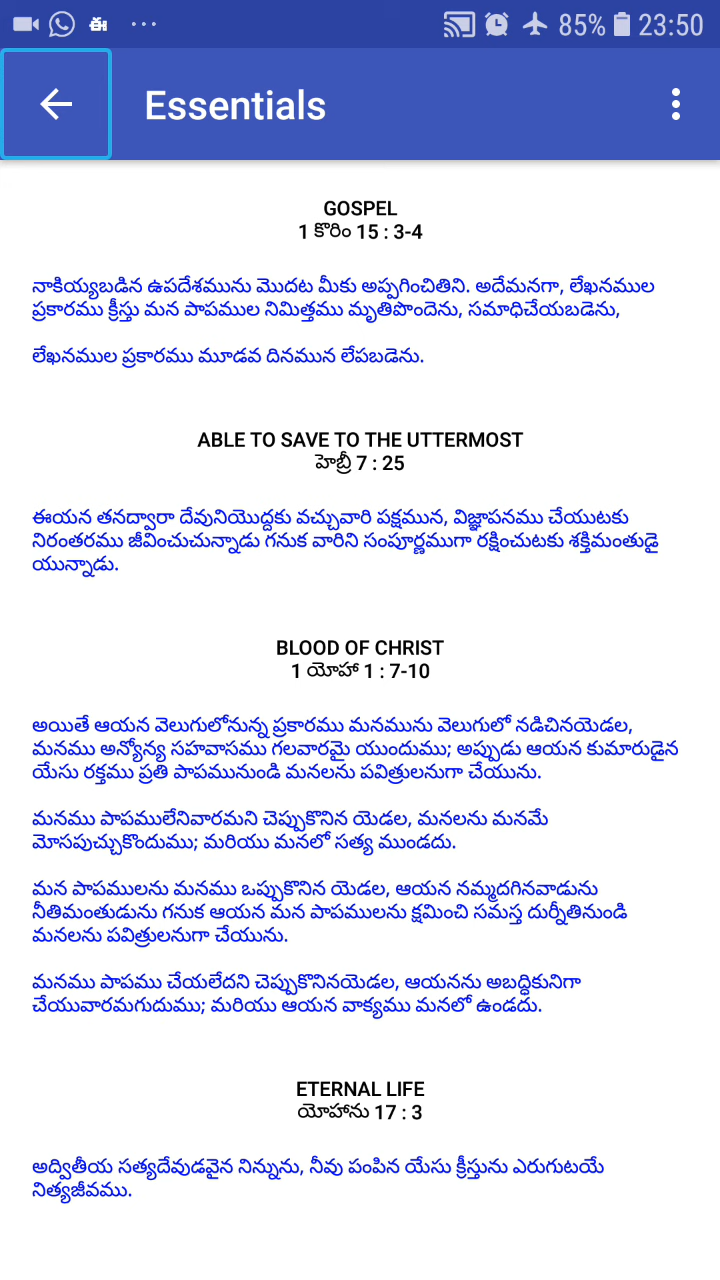 85% 23:50
Essentials
GOSPEL
1 కొరిం 15 : 3-4
నాకియ్యబడిన ఉపదేశమును మొదట మీకు అప్పగించితిని. అదేమనగా, లేఖనముల
ప్రకారము క్రీస్తు మన పాపముల నిమిత్తము మృతిపొందెను, సమాధిచేయబడెను,
లేఖనముల ప్రకారము మూడవ దినమున లేపబడెను.
ABLE TO SAVE TO THE UTTERMOST
హెబ్రీ 7 : 25
ఈయన తనద్వారా దేవునియొద్దకు వచ్చువారి పక్షమున, విజ్ఞాపనము చేయుటకు
నిరంతరము జీవించుచున్నాడు గనుక వారిని సంపూర్ణముగా రక్షించుటకు శక్తిమంతుడై
యున్నాడు.
BLOOD OF CHRIST
1 యోహా 1 : 7-10
అయితే ఆయన వెలుగులోనున్న ప్రకారము మనమును వెలుగులో నడిచినయెడల,
మనము అన్యోన్య సహవాసము గలవారమై యుందుము; అప్పుడు ఆయన కుమారుడైన
యేసు రక్తము ప్రతి పాపమునుండి మనలను పవిత్రులనుగా చేయును.
మనము పాపములేనివారమని చెప్పుకొనిన యెడల, మనలను మనమే
మోసపుచ్చుకొందుము; మరియు మనలో సత్య ముండదు.
మన పాపములను మనము ఒప్పుకొనిన యెడల, ఆయన నమ్మదగినవాడును
నీతిమంతుడును గనుక ఆయన మన పాపములను క్షమించి సమస్త దుర్నీతినుండి
మనలను పవిత్రులనుగా చేయును.
మనము పాపము చేయలేదని చెప్పుకొనినయెడల, ఆయనను అబద్ధికునిగా
చేయువారమగుదుము; మరియు ఆయన వాక్యము మనలో ఉండదు.
ETERNAL LIFE
యోహాను 17 : 3
అద్వితీయ సత్యదేవుడవైన నిన్నును, నీవు పంపిన యేసు క్రీస్తును ఎరుగుటయే
నిత్యజీవము.